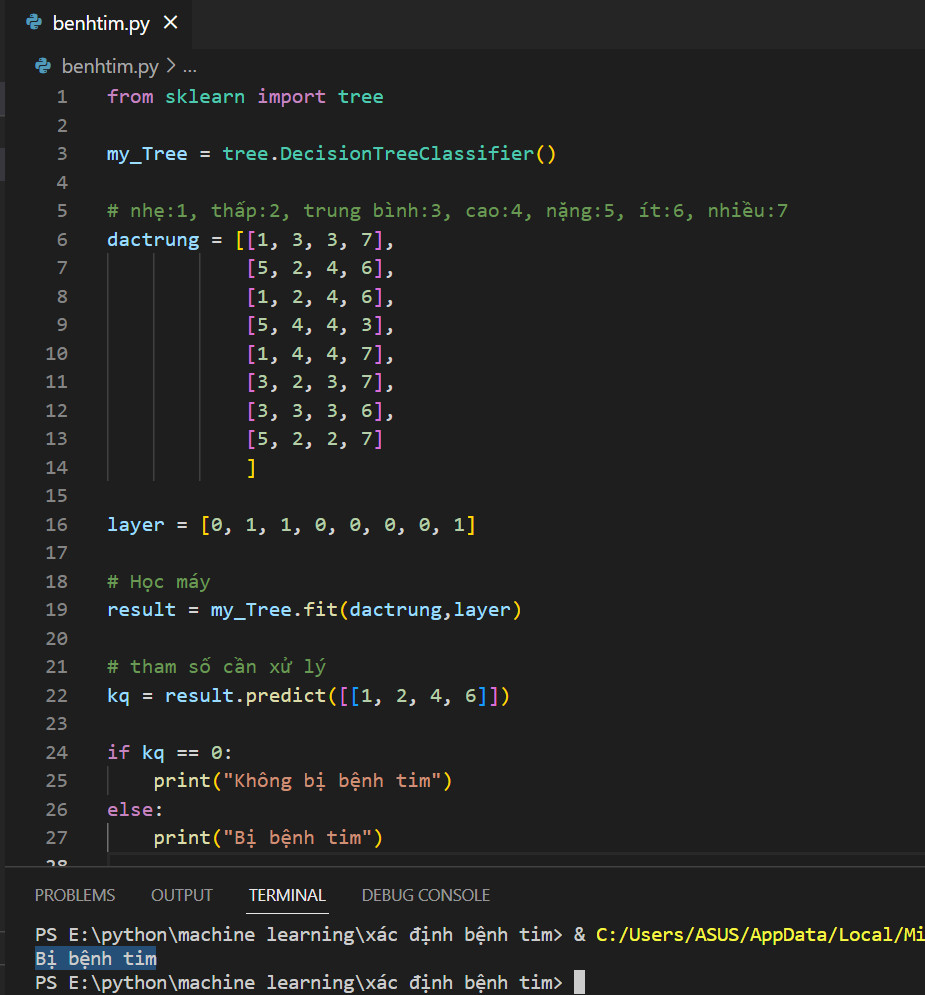 benhtim.py
benhtim.py > ...
1 from sklearn import tree
2
3 my_Tree = tree.DecisionTreeClassifier()
4
5 # nhẹ:1, thấp:2, trung bình:3, cao:4, nặng:5, ít:6, nhiều:7
6 dactrung = [[1, 3, 3, 7],
7 [5, 2, 4, 6],
8 [1, 2, 4, 6],
9 [5, 4, 4, 3],
10 [1, 4, 4, 7],
11 [3, 2, 3, 7],
12 [3, 3, 3, 6],
13 [5, 2, 2, 7]
14 ]
15
16 layer = [0, 1, 1, 0, 0, 0, 0, 1]
17
18 # Học máy
19 result = my_Tree.fit(dactrung,layer)
20
21 # tham số cần xử lý
22 kq = result.predict([[1, 2, 4, 6]])
23
24 if kq == 0:
25 print("Không bị bệnh tim")
26 else:
27 print("Bị bệnh tim")
28
PROBLEMS OUTPUT TERMINAL DEBUG CONSOLE
PS E:\python\machine learning\xác định bệnh tim> & C:/Users/ASUS/AppData/Local/Mi
Bị bệnh tim
PS E:\python\machine learning\xác định bệnh tim>